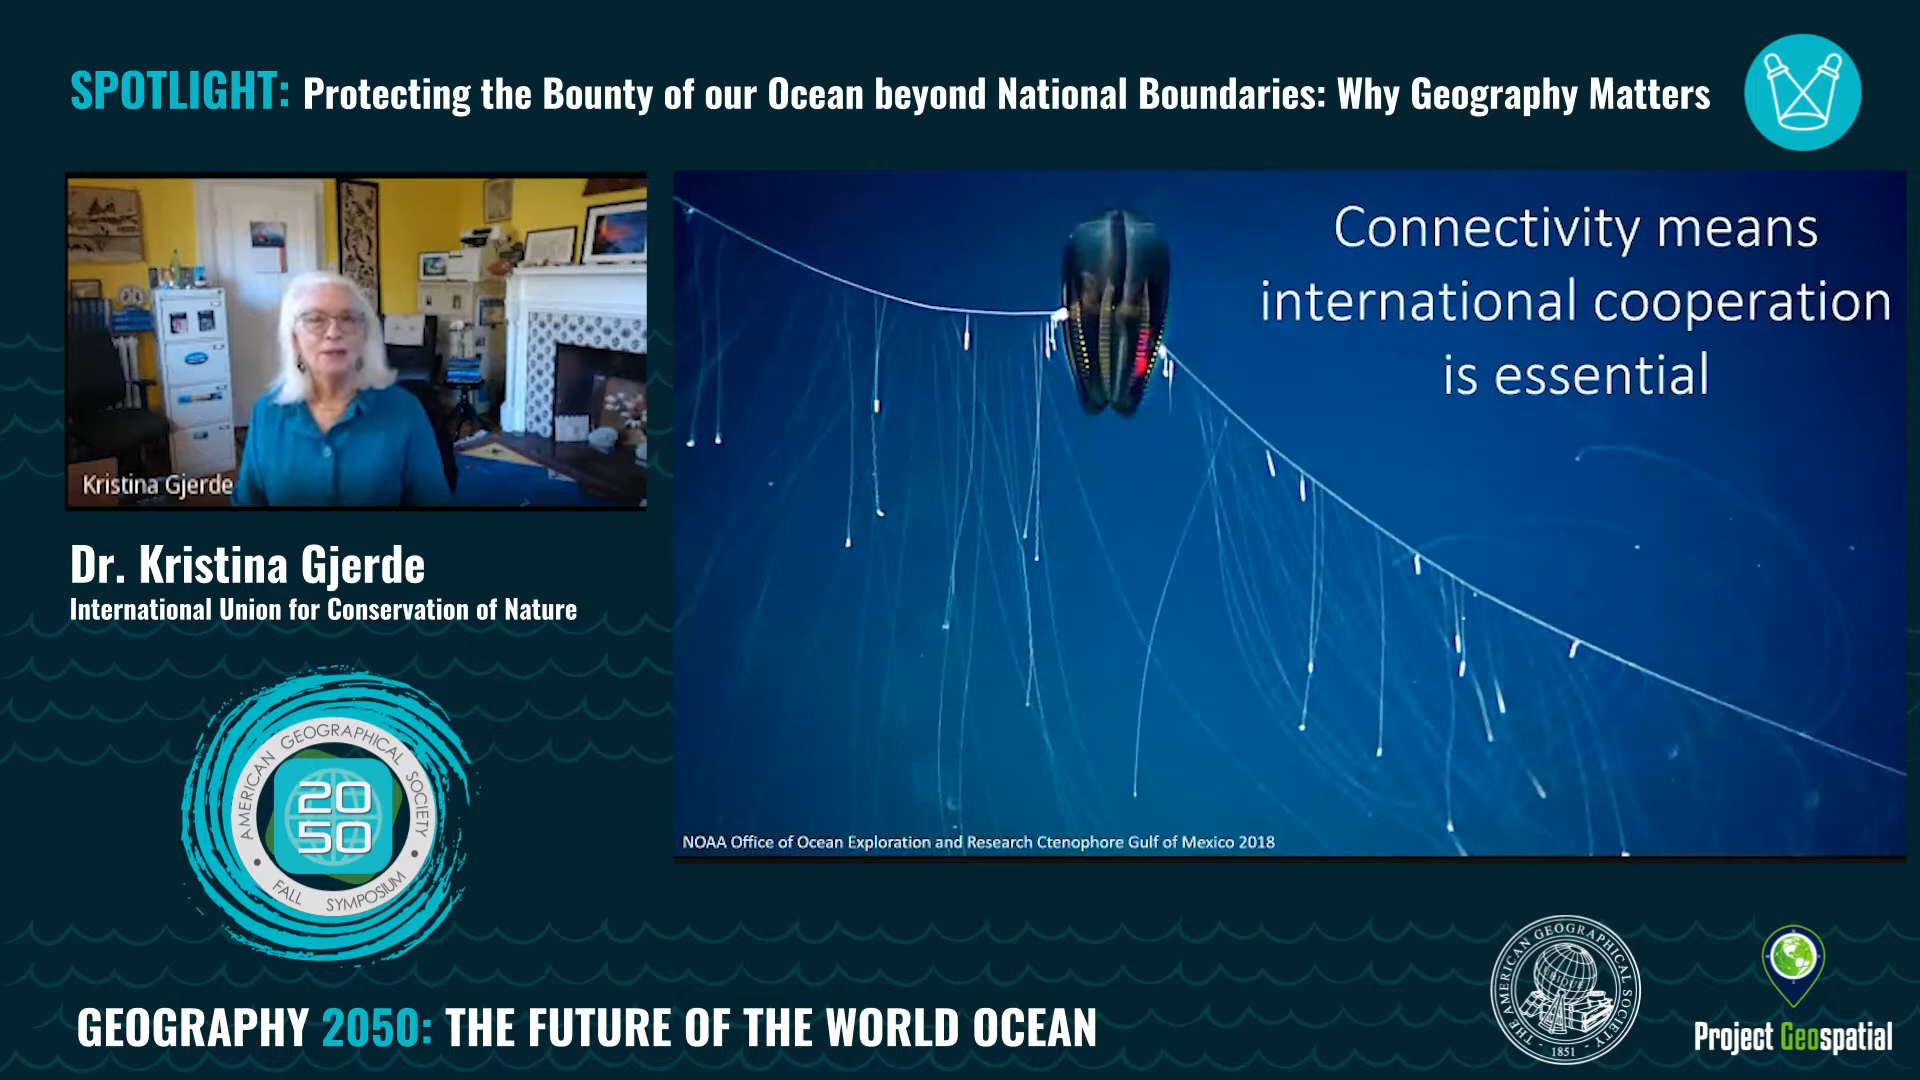 SPOTLIGHT: Protecting the Bounty of our Ocean beyond National Boundaries: Why Geography Matters
Connectivity means
international cooperation
is essential
Kristina Gjerde
Dr. Kristina Gjerde
International Union for Conservation of Nature
AMERICAN GEOGRAPHICAL SOCIETY
20
50
FALL SYMPOSIUM
NOAA Office of Ocean Exploration and Research Ctenophore Gulf of Mexico 2018
GEOGRAPHY 2050: THE FUTURE OF THE WORLD OCEAN
THE AMERICAN GEOGRAPHICAL SOCIETY
1851
Project Geospatial